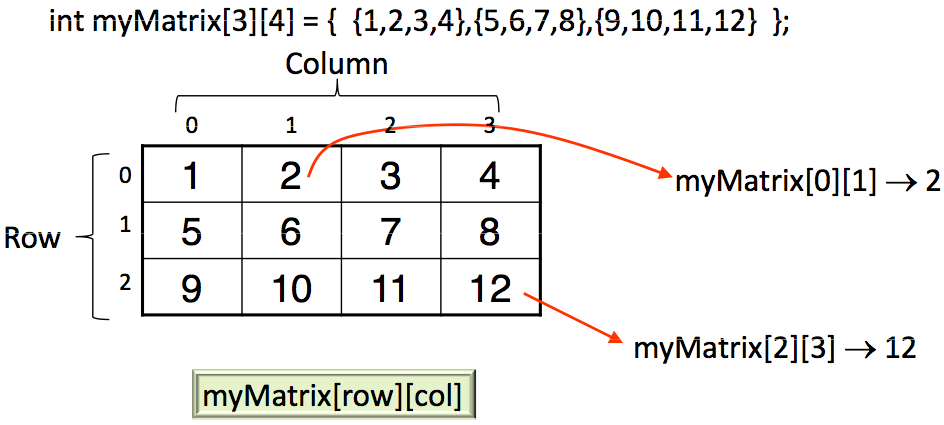 int myMatrix[3][4] = { {1,2,3,4},{5,6,7,8},{9,10,11,12} };
Column
0 1 2 3
0 1 2 3 4 myMatrix[0][1] → 2
Row 1 5 6 7 8
2 9 10 11 12
myMatrix[2][3] → 12
myMatrix[row][col]